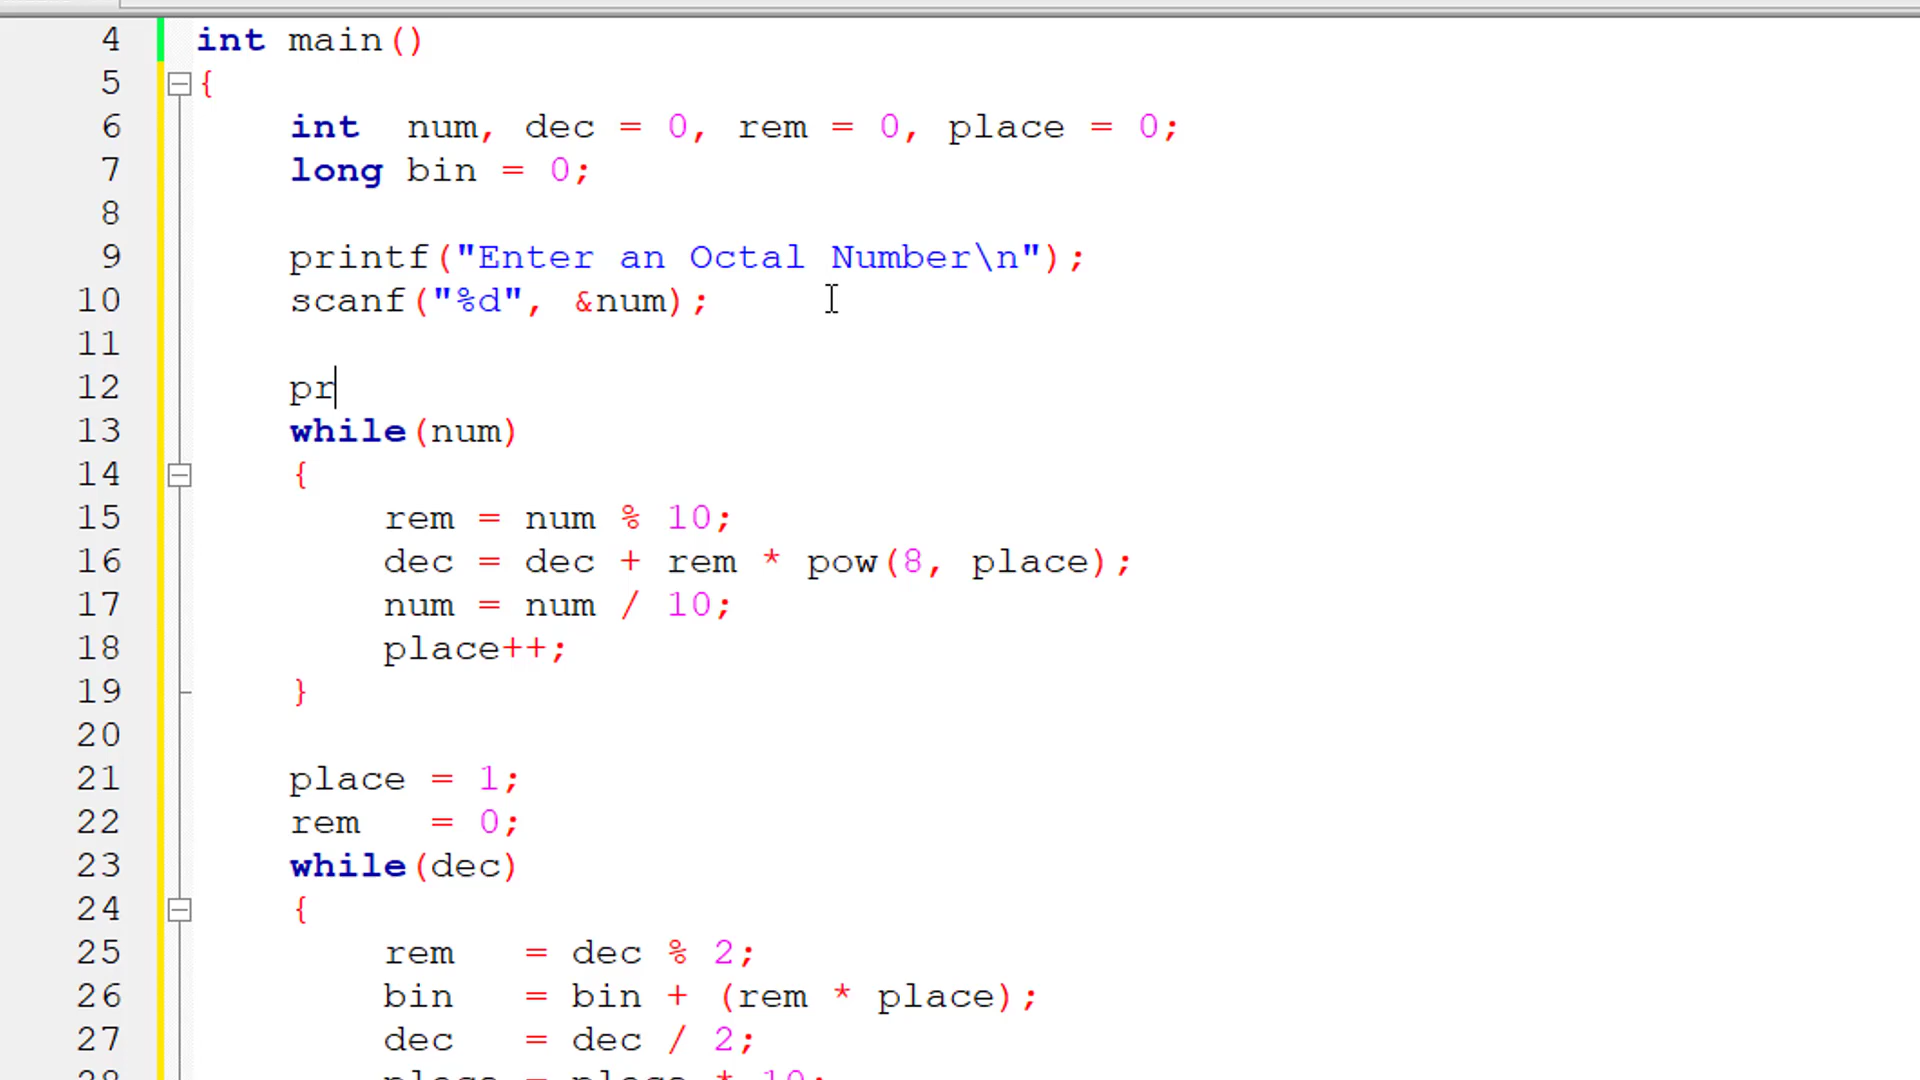 4 int main()
5 {
6 int  num, dec = 0, rem = 0, place = 0;
7 long bin = 0;
8
9 printf("Enter an Octal Number\n");
10 scanf("%d", &num);
11
12 pr
13 while(num)
14 {
15 rem = num % 10;
16 dec = dec + rem * pow(8, place);
17 num = num / 10;
18 place++;
19 }
20
21 place = 1;
22 rem   = 0;
23 while(dec)
24 {
25 rem   = dec % 2;
26 bin   = bin + (rem * place);
27 dec   = dec / 2;
28 place = place * 10;